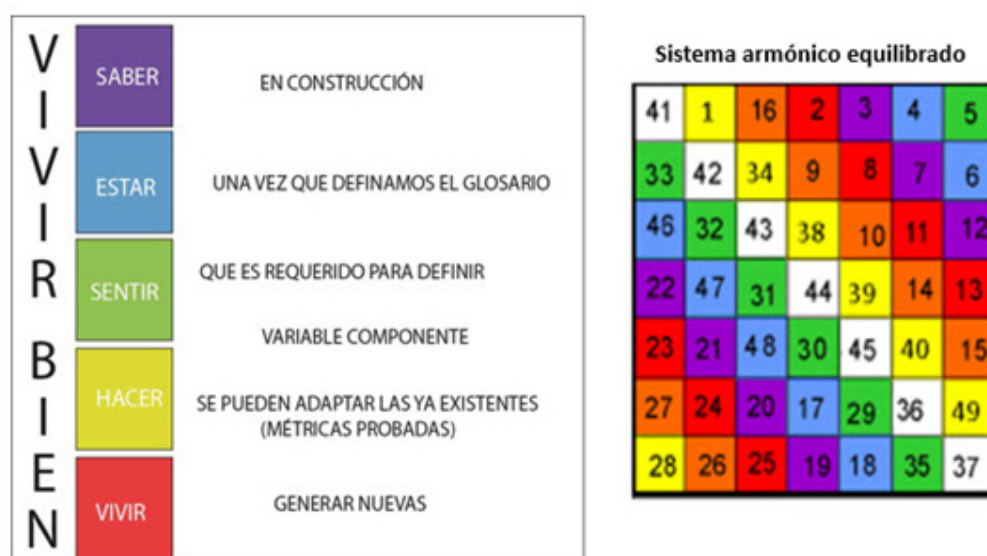 VIVIR BIEN
SABER
EN CONSTRUCCIÓN
ESTAR
UNA VEZ QUE DEFINAMOS EL GLOSARIO
SENTIR
QUE ES REQUERIDO PARA DEFINIR
VARIABLE COMPONENTE
HACER
SE PUEDEN ADAPTAR LAS YA EXISTENTES
(MÉTRICAS PROBADAS)
VIVIR
GENERAR NUEVAS
Sistema armónico equilibrado
41 1 16 2 3 4 5
33 42 34 9 8 7 6
46 32 43 38 10 11 12
22 47 31 44 39 14 13
23 21 48 30 45 40 15
27 24 20 17 29 36 49
28 26 25 19 18 35 37